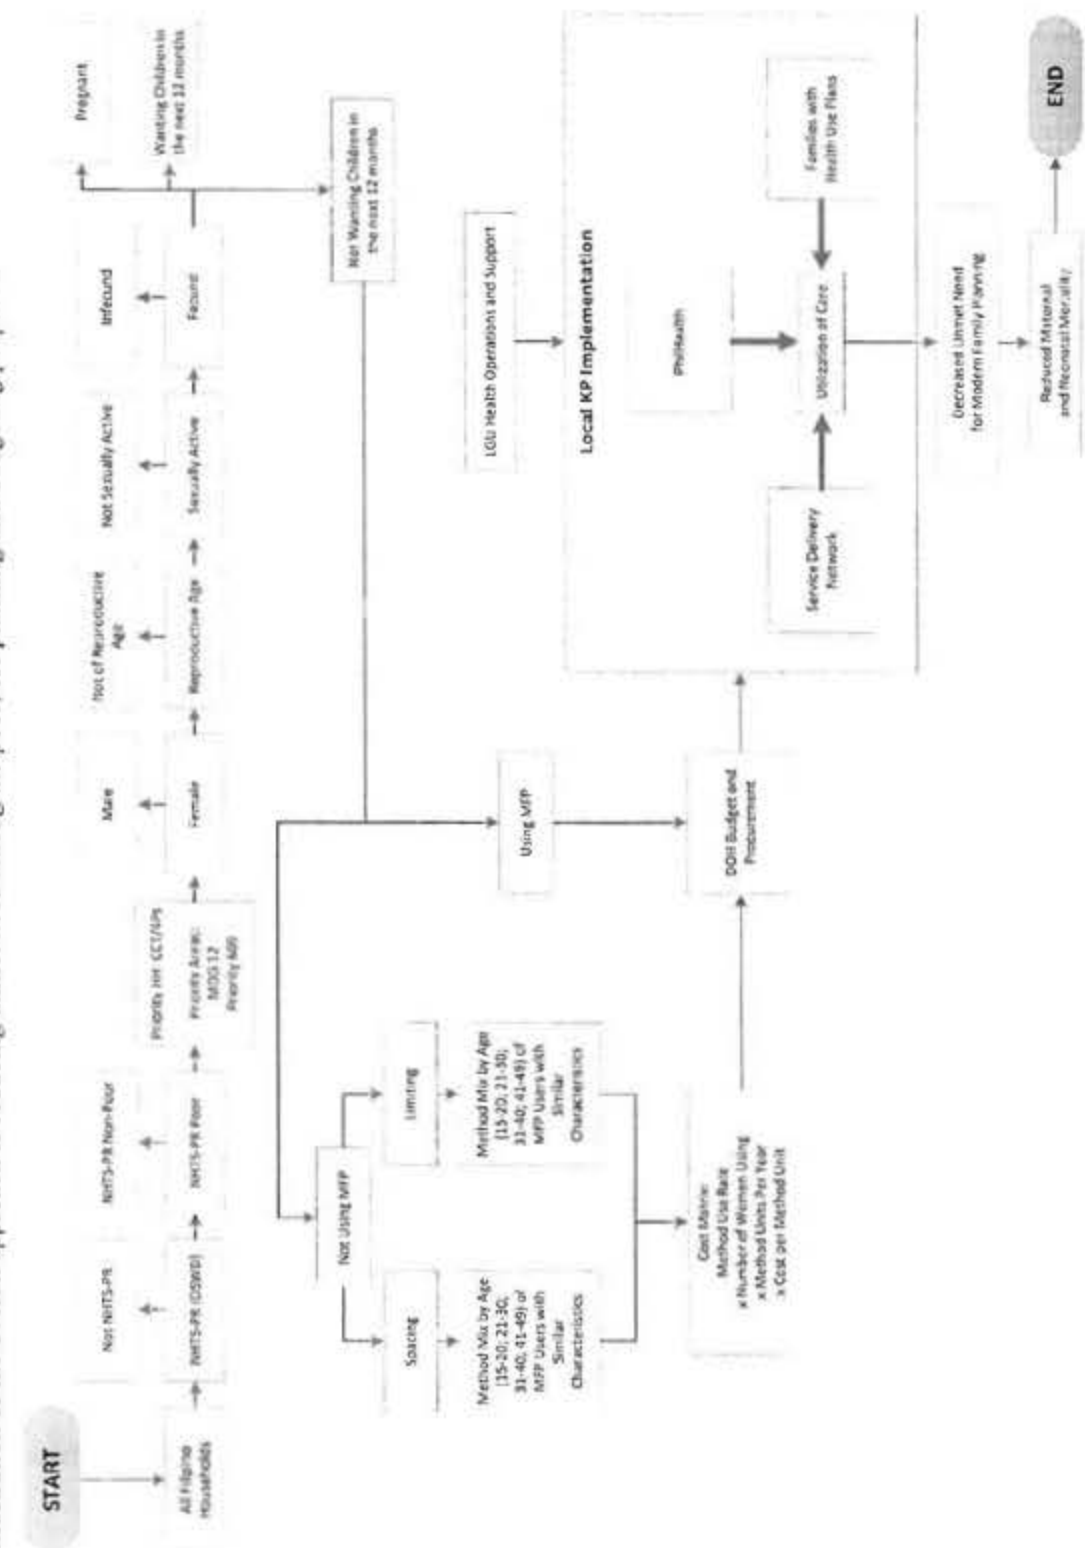 START
All Filipino
Households
Not NHTS-PR
NHTS-PR (DSWD)
NHTS-PR Non-Poor
NHTS-PR Poor
Priority HH: CCT/4Ps
Priority Areas:
MDG 12
Priority 609
Male
Female
Not of Reproductive
Age
Reproductive Age
Not Sexually Active
Sexually Active
Infecund
Fecund
Pregnant
Wanting Children in
the next 12 months
Not Wanting Children in
the next 12 months
Not Using MFP
Using MFP
Spacing
Limiting
Method Mix by Age
(15-20; 21-30;
31-40; 41-49) of
MFP Users with
Similar
Characteristics
Method Mix by Age
(15-20; 21-30;
31-40; 41-49) of
MFP Users with
Similar
Characteristics
Cost Matrix:
Method Use Rate
x Number of Women Using
x Method Units Per Year
x Cost per Method Unit
DOH Budget and
Procurement
LGU Health Operations and Support
Local KP Implementation
PhilHealth
Service Delivery
Network
Utilization of Care
Families with
Health Use Plans
Decreased Unmet Need
for Modern Family Planning
Reduced Maternal
and Neonatal Mortality
END